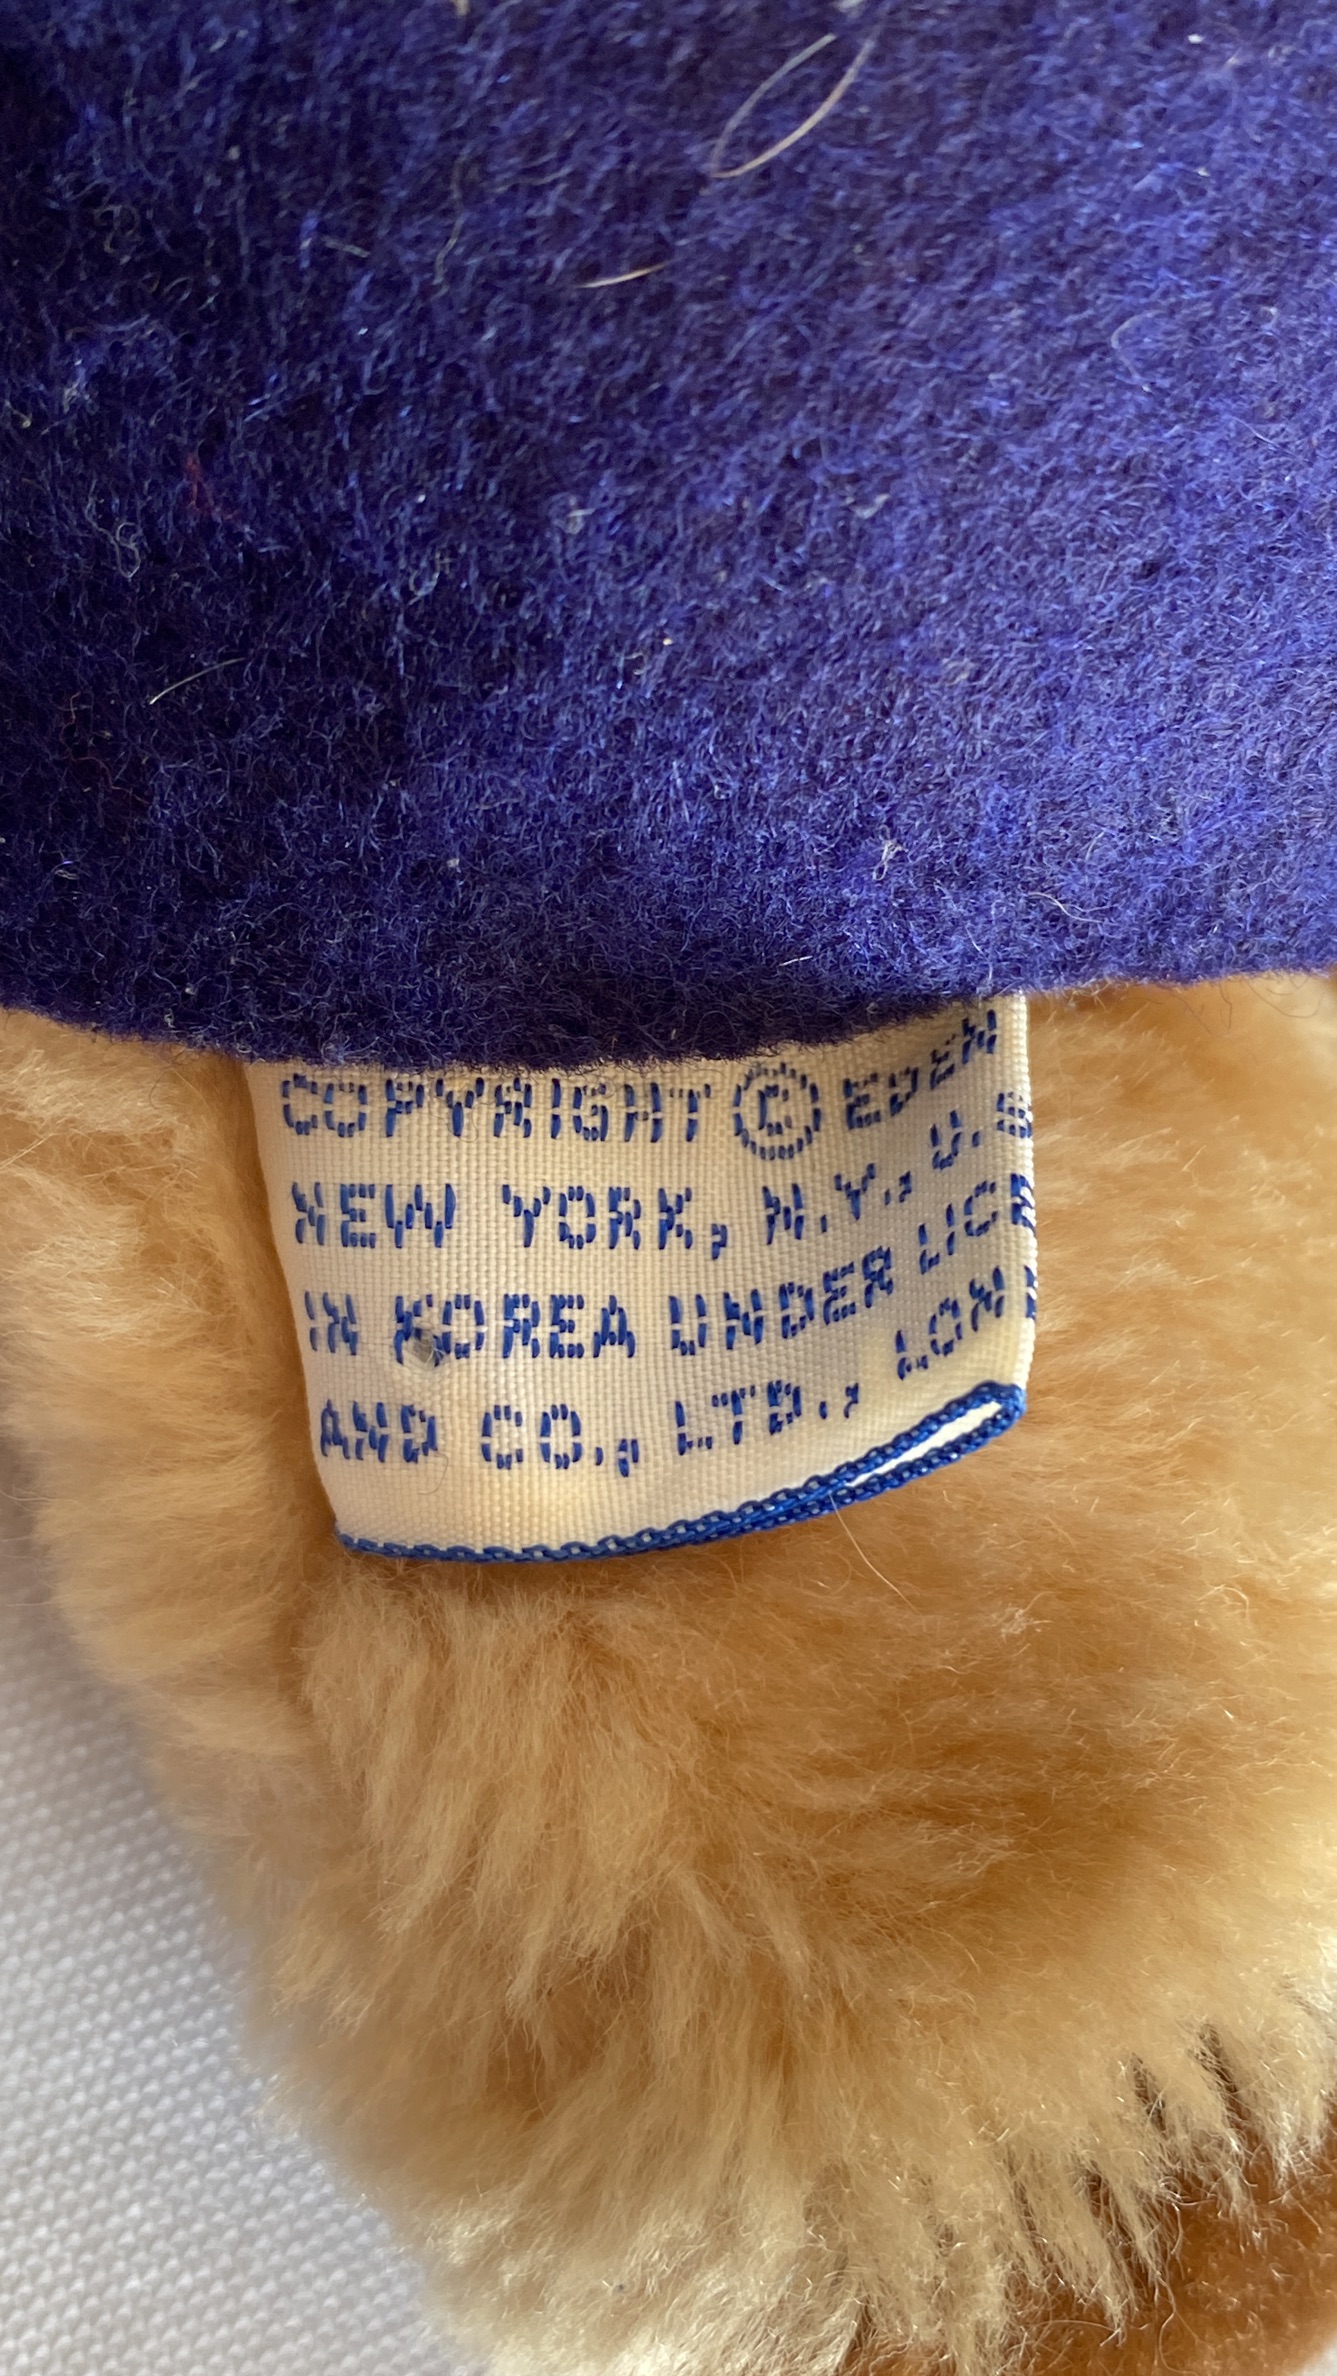 COPYRIGHT © EDEN
NEW YORK, N.Y., U.S
IN KOREA UNDER LIC
AND CO., LTD., LON